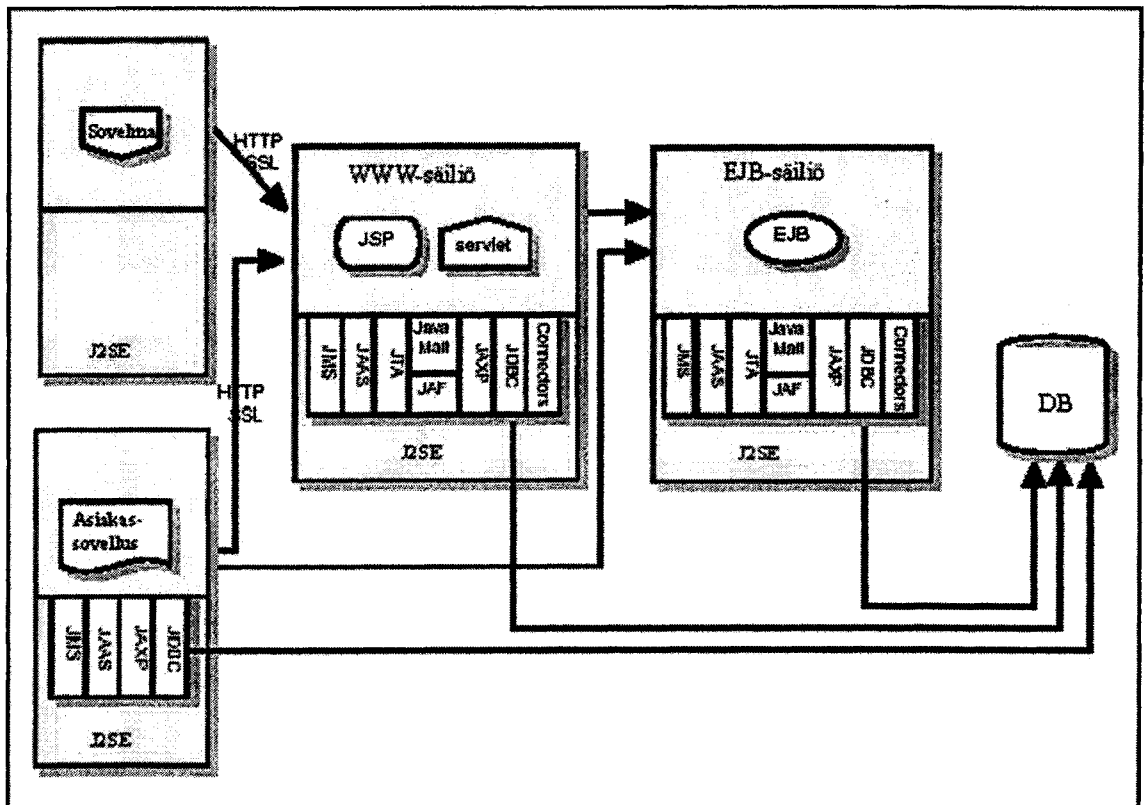 Sovelma
J2SE
HTTP
SSL
WWW-säiliö
JSP
servlet
JMS
JAAS
JTA
Java
Mail
JAF
JAXP
JDBC
Connectors
J2SE
EJB-säiliö
EJB
JMS
JAAS
JTA
Java
Mail
JAF
JAXP
JDBC
Connectors
J2SE
DB
HTTP
SSL
Asiakas-
sovellus
JMS
JAAS
JAXP
JDBC
J2SE